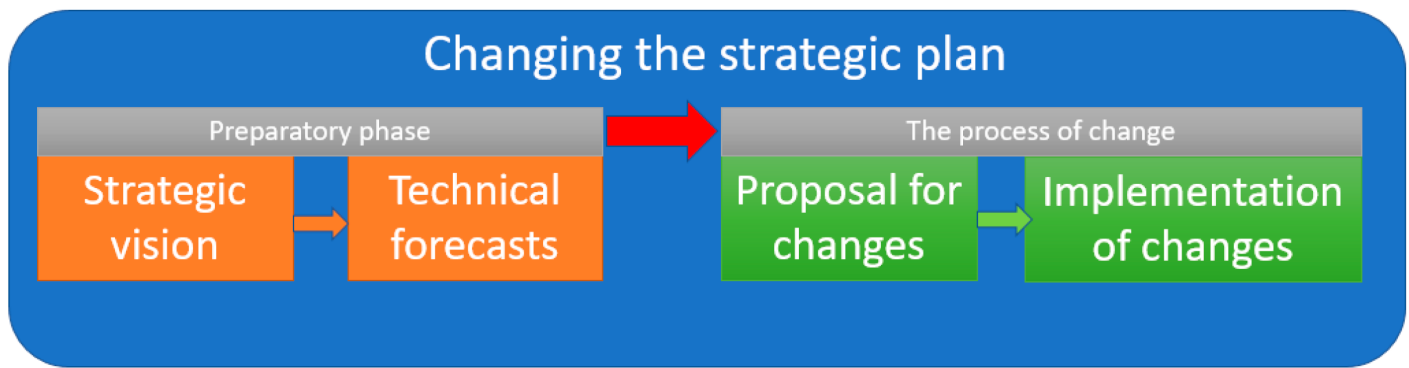 Changing the strategic plan
Preparatory phase
Strategic
vision
Technical
forecasts
The process of change
Proposal for
changes
Implementation
of changes